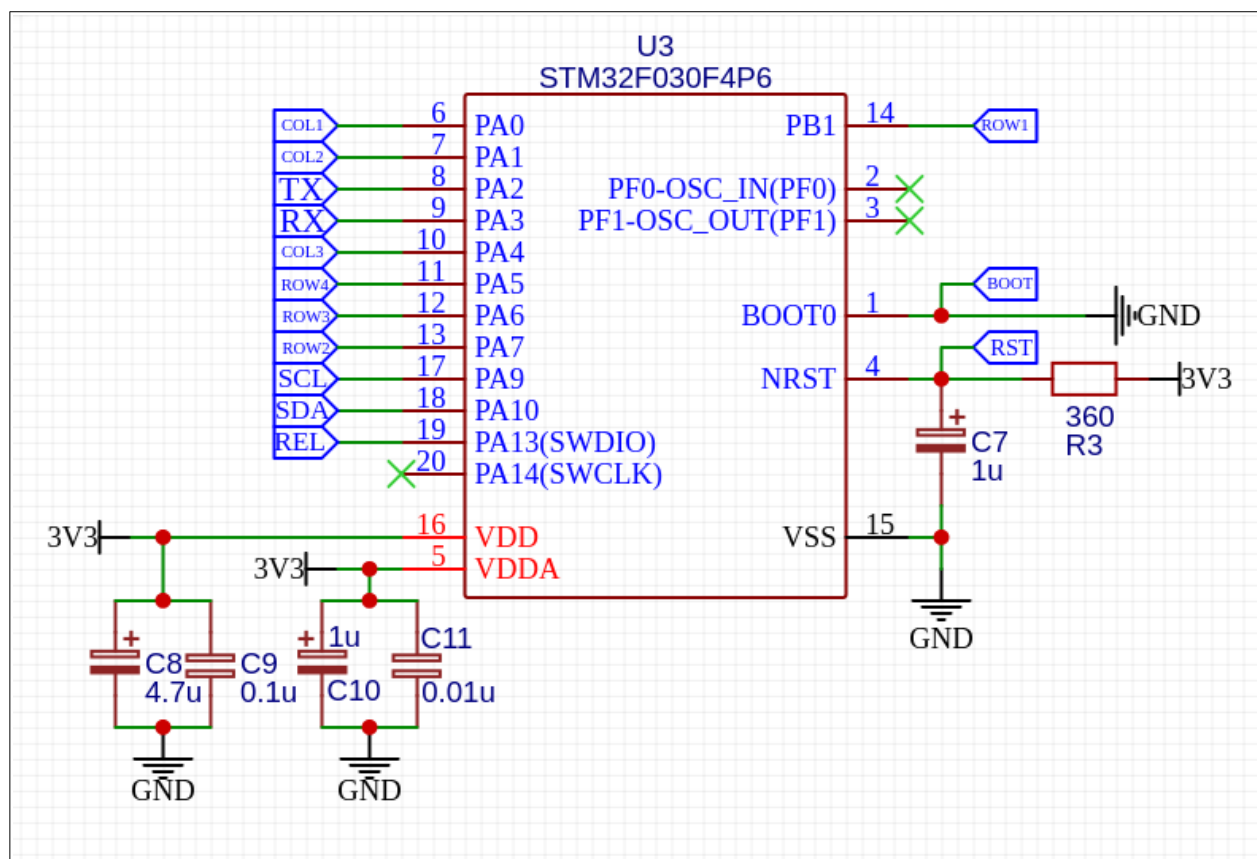 U3
STM32F030F4P6
COL1 6 PA0
COL2 7 PA1
TX 8 PA2
RX 9 PA3
COL3 10 PA4
ROW4 11 PA5
ROW3 12 PA6
ROW2 13 PA7
SCL 17 PA9
SDA 18 PA10
REL 19 PA13(SWDIO)
20 PA14(SWCLK)
3V3 16 VDD
3V3 5 VDDA
PB1 14 ROW1
PF0-OSC_IN(PF0) 2
PF1-OSC_OUT(PF1) 3
BOOT
BOOT0 1 GND
RST
NRST 4 3V3
360
R3
+
C7
1u
VSS 15
GND
+
C8
4.7u
C9
0.1u
GND
+ 1u
C10
C11
0.01u
GND